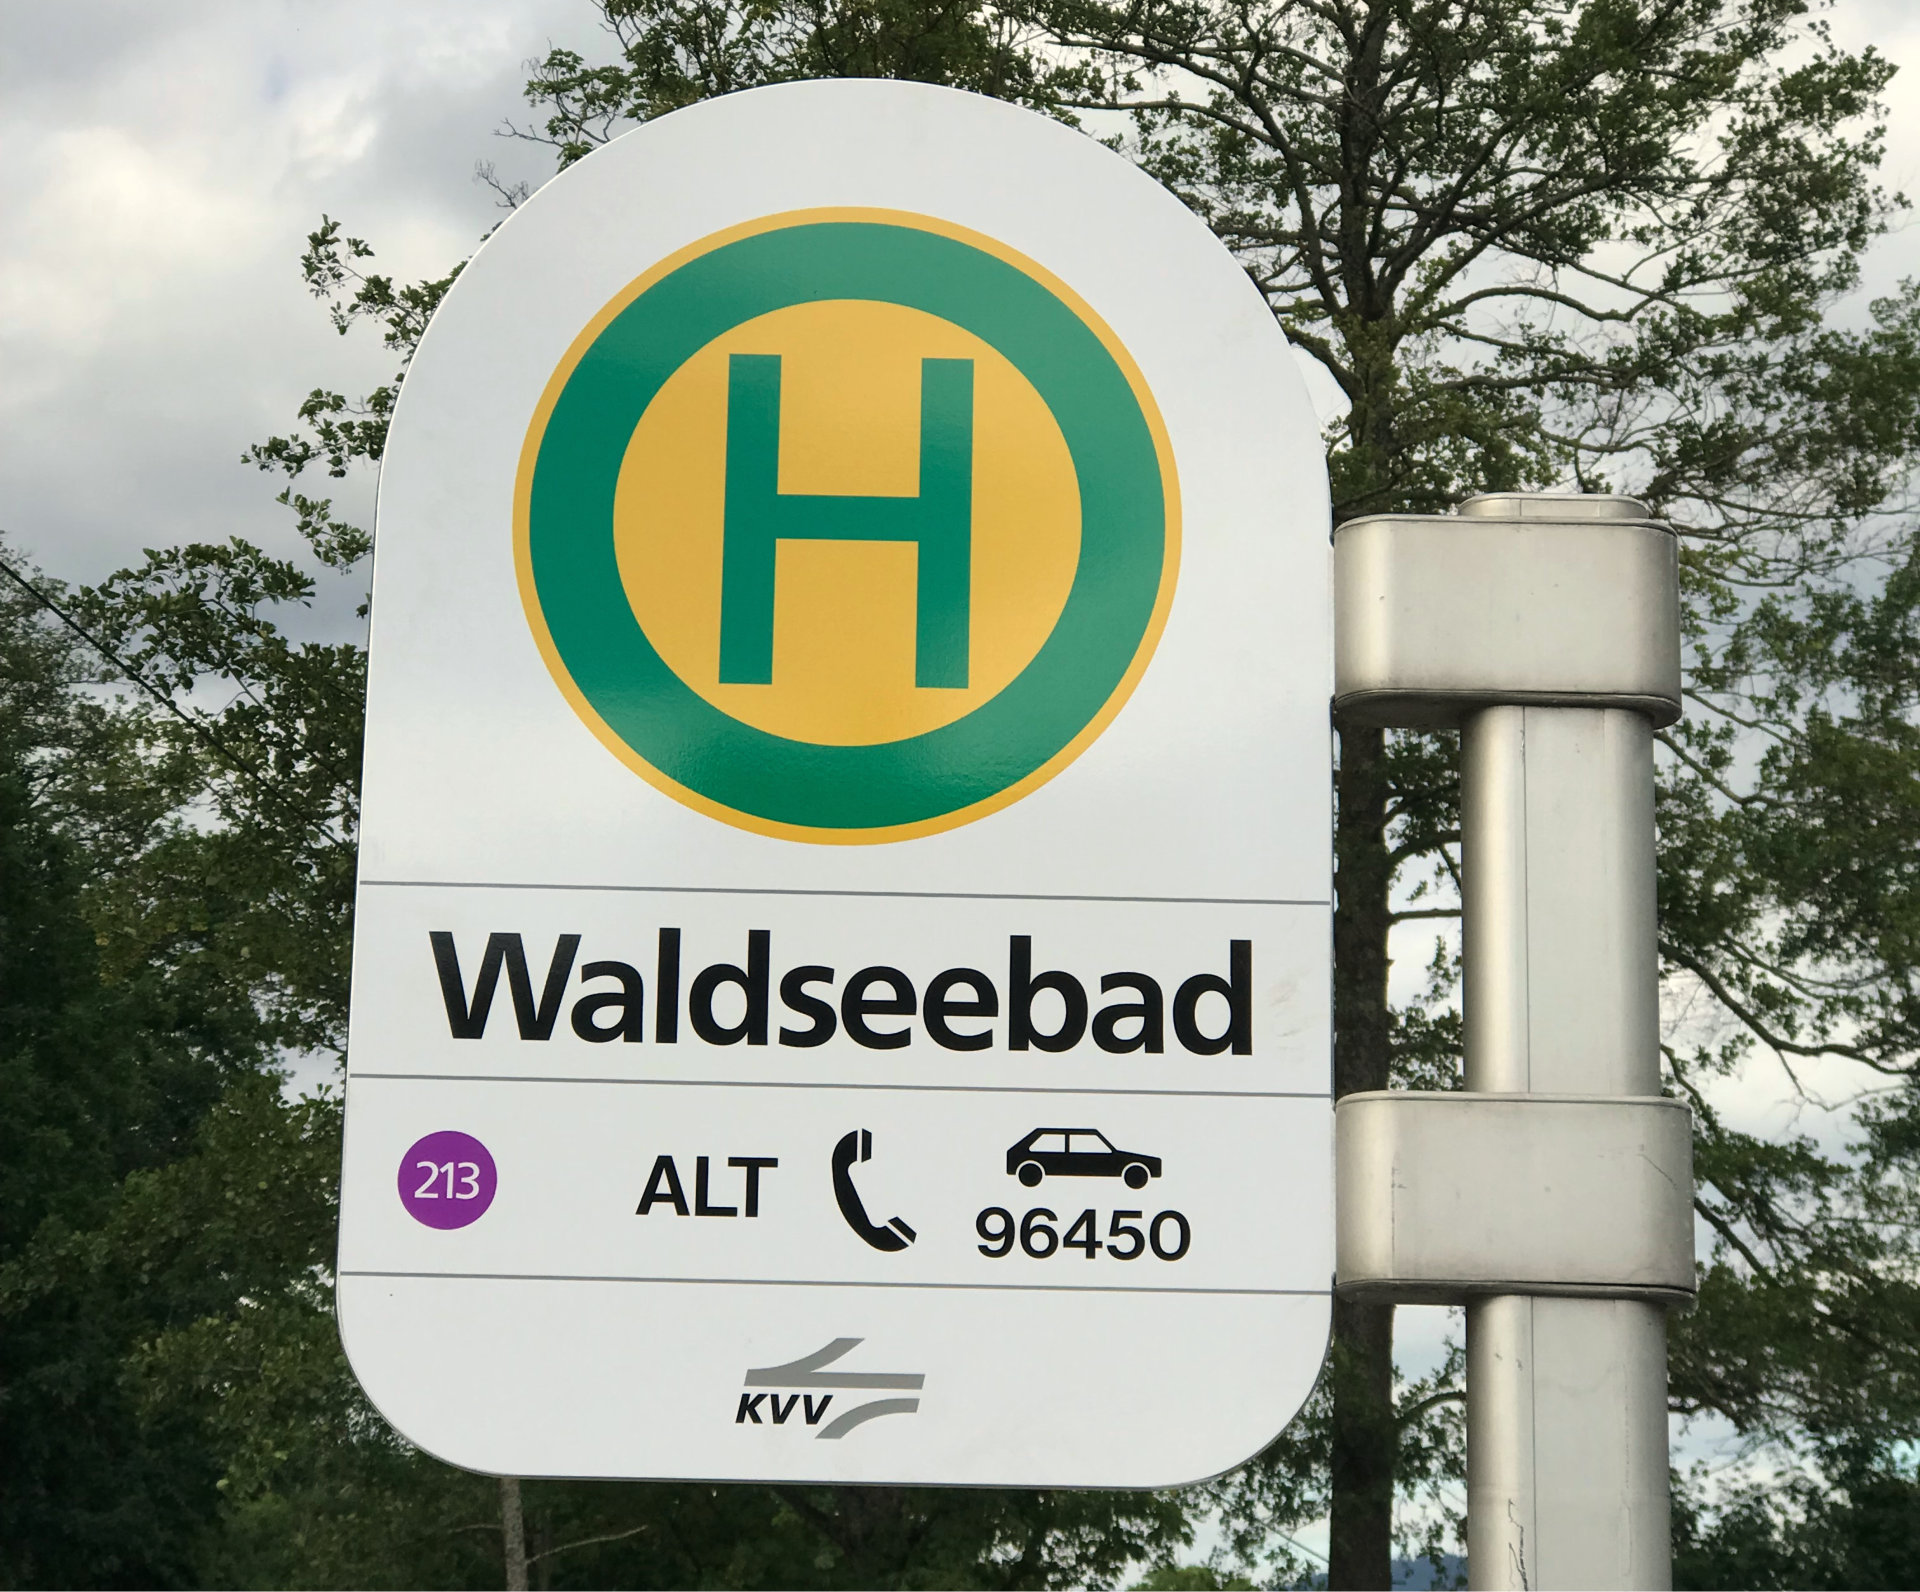 H
Waldseebad
213 ALT 96450
KVV